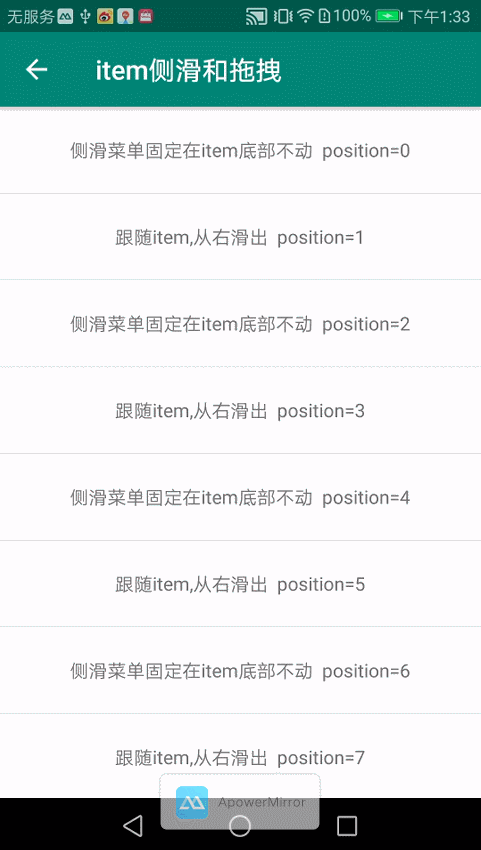 无服务 100% 下午1:33
item侧滑和拖拽
侧滑菜单固定在item底部不动 position=0
跟随item,从右滑出 position=1
侧滑菜单固定在item底部不动 position=2
跟随item,从右滑出 position=3
侧滑菜单固定在item底部不动 position=4
跟随item,从右滑出 position=5
侧滑菜单固定在item底部不动 position=6
跟随item,从右滑出 position=7
ApowerMirror